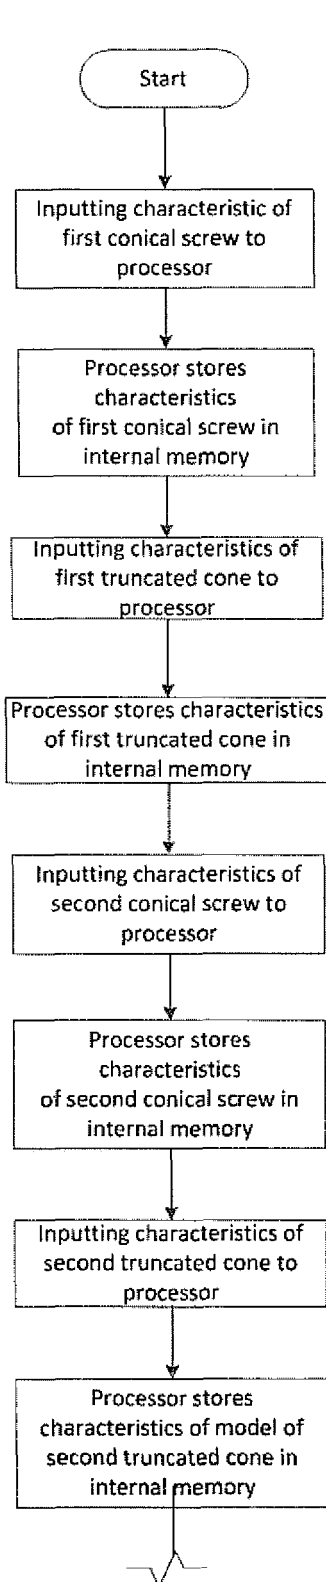 Start
Inputting characteristic of
first conical screw to
processor
Processor stores
characteristics
of first conical screw in
internal memory
Inputting characteristics of
first truncated cone to
processor
Processor stores characteristics
of first truncated cone in
internal memory
Inputting characteristics of
second conical screw to
processor
Processor stores
characteristics
of second conical screw in
internal memory
Inputting characteristics of
second truncated cone to
processor
Processor stores
characteristics of model of
second truncated cone in
internal memory